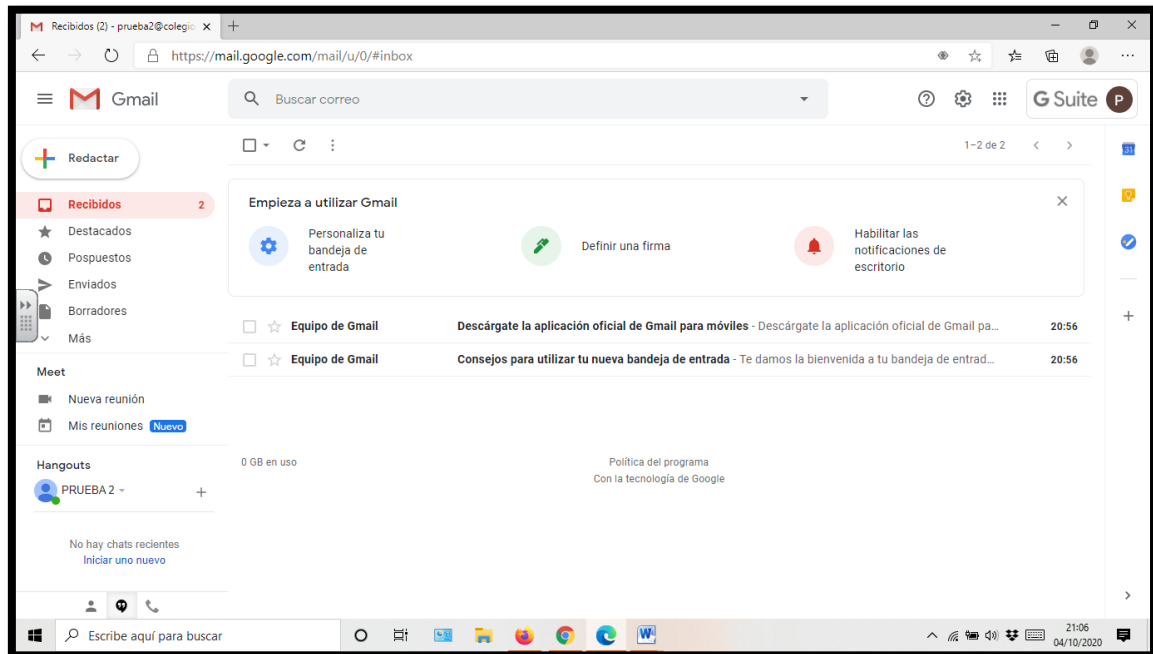 Recibidos (2) - prueba2@colegio
https://mail.google.com/mail/u/0/#inbox
Gmail
Buscar correo
G Suite
P
Redactar
1–2 de 2
31
Recibidos 2
Destacados
Pospuestos
Enviados
Borradores
Más
Empieza a utilizar Gmail
Personaliza tu
bandeja de
entrada
Definir una firma
Habilitar las
notificaciones de
escritorio
Equipo de Gmail Descárgate la aplicación oficial de Gmail para móviles - Descárgate la aplicación oficial de Gmail pa... 20:56
Equipo de Gmail Consejos para utilizar tu nueva bandeja de entrada - Te damos la bienvenida a tu bandeja de entrad... 20:56
Meet
Nueva reunión
Mis reuniones Nuevo
Hangouts
PRUEBA 2
No hay chats recientes
Iniciar uno nuevo
0 GB en uso
Política del programa
Con la tecnología de Google
Escribe aquí para buscar
21:06
04/10/2020